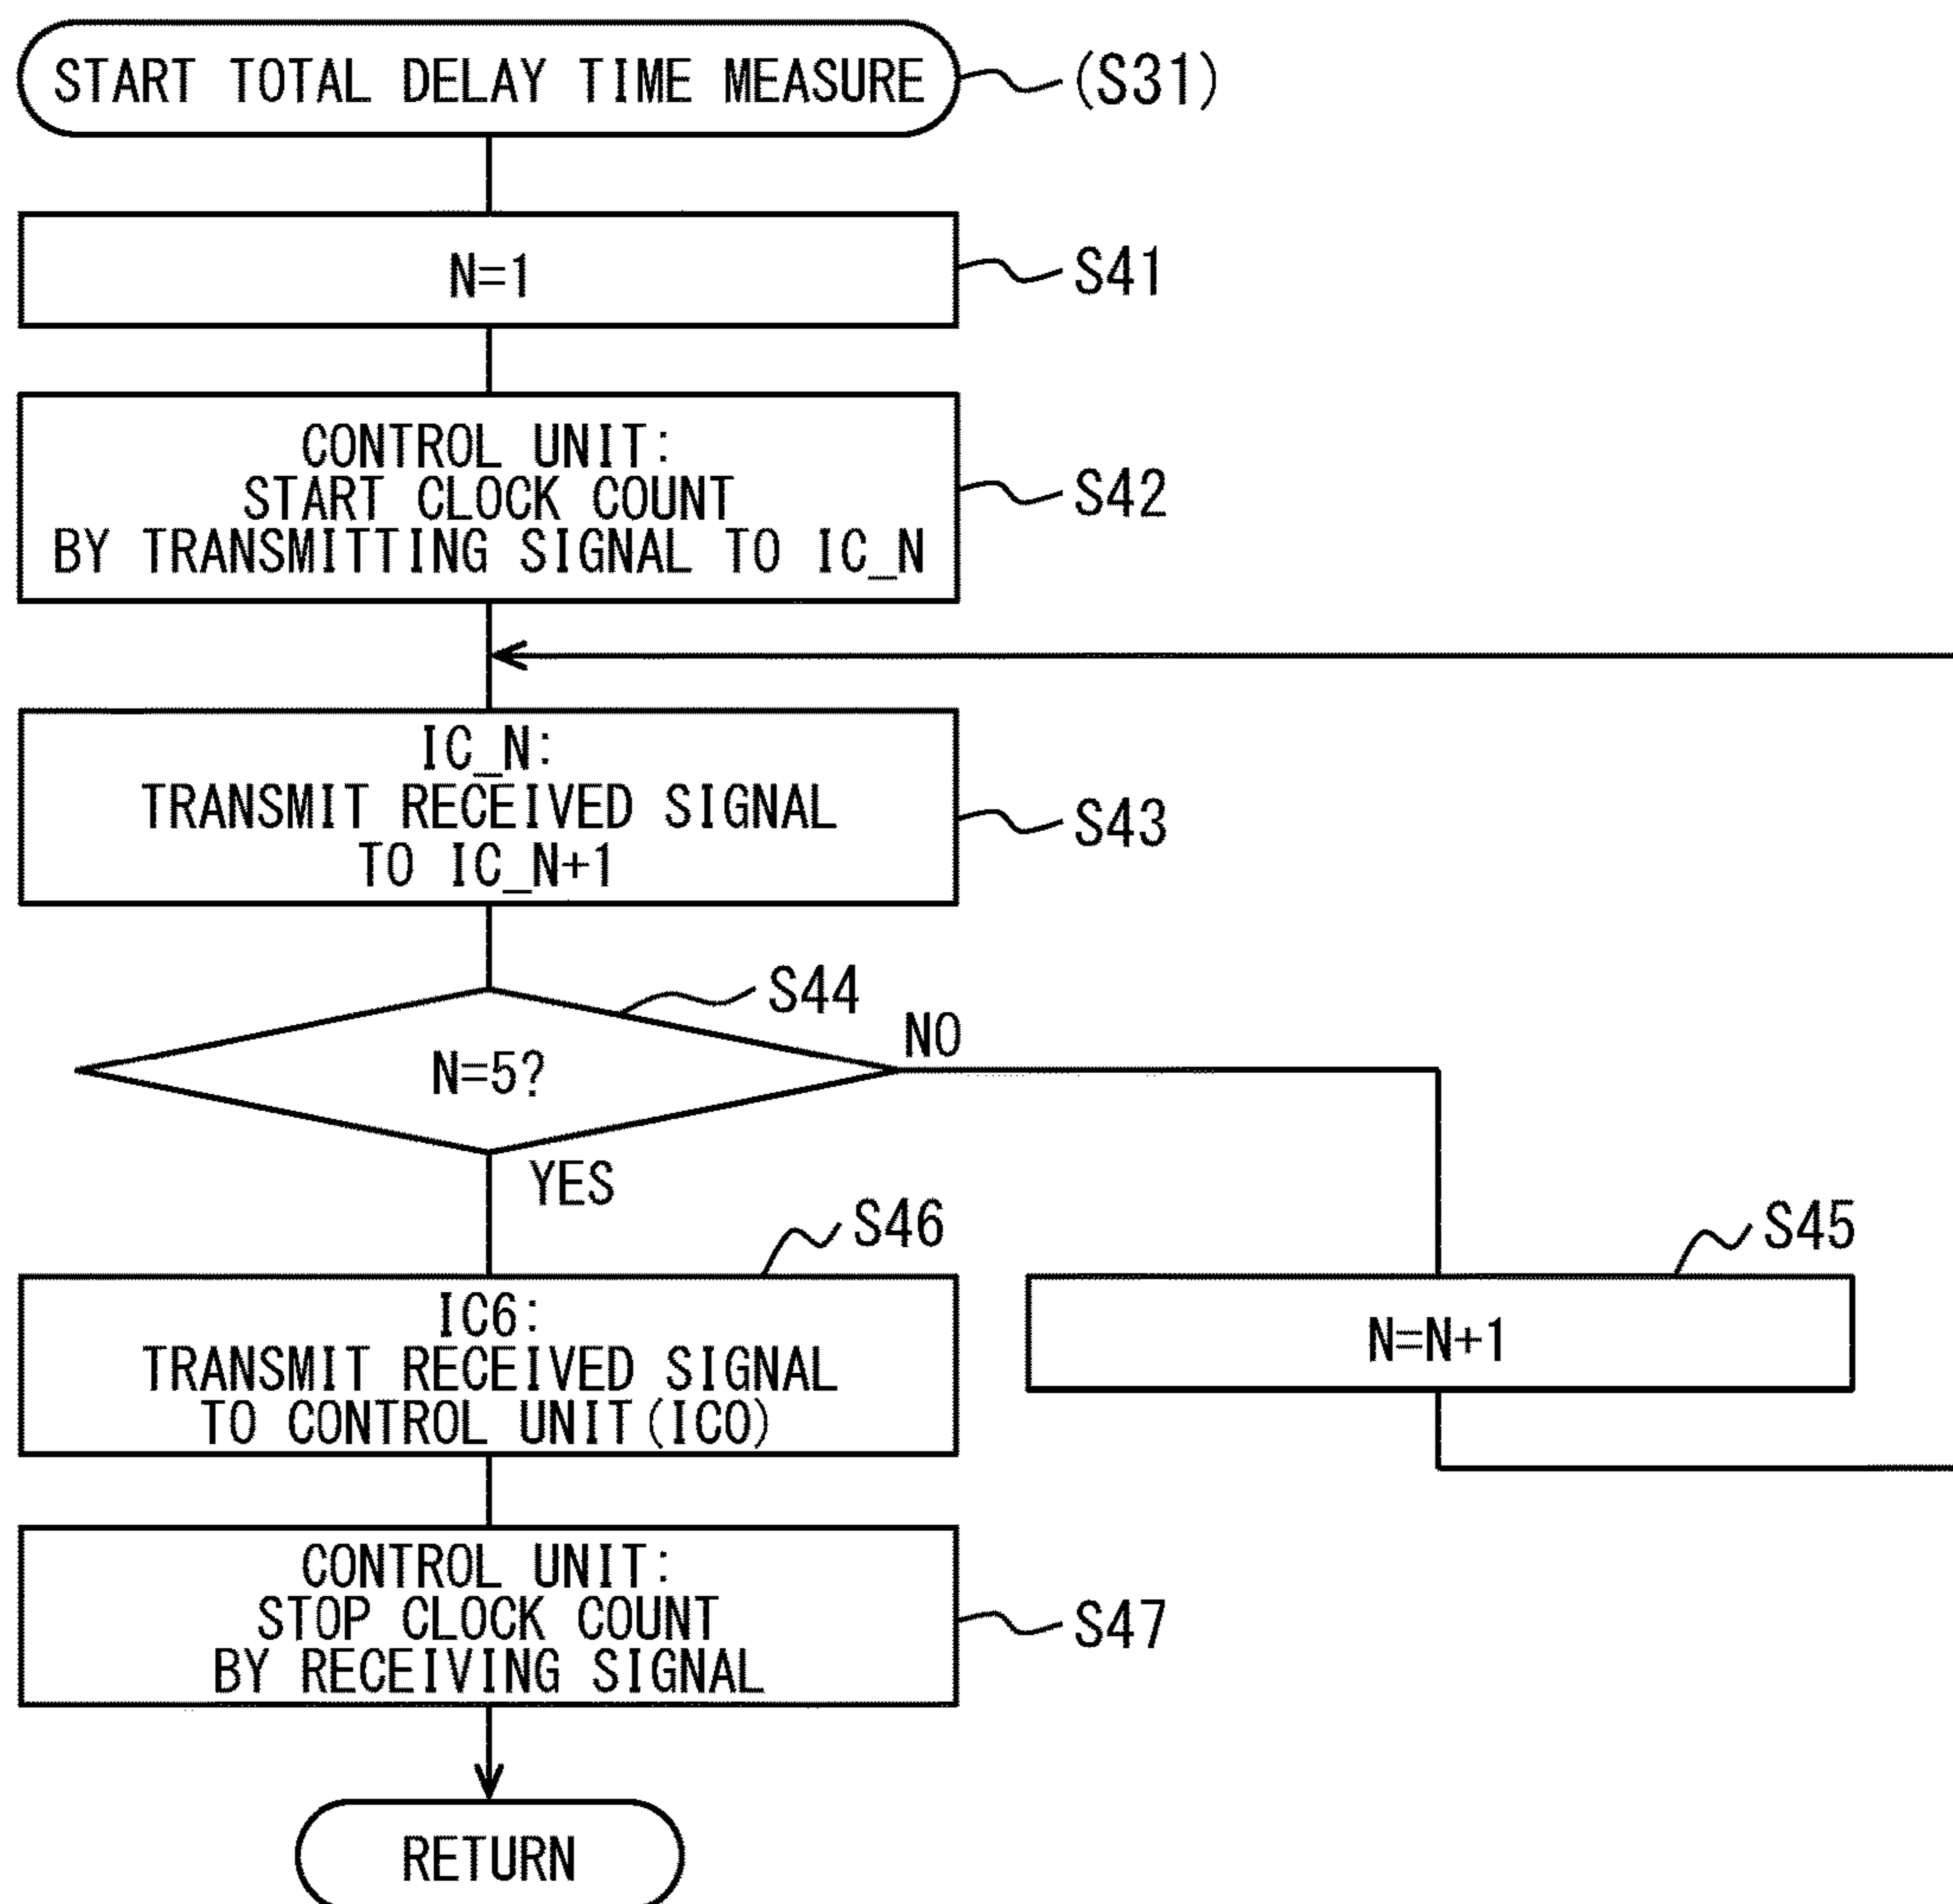 START TOTAL DELAY TIME MEASURE
(S31)
N=1
S41
CONTROL UNIT:
START CLOCK COUNT
BY TRANSMITTING SIGNAL TO IC_N
S42
IC_N:
TRANSMIT RECEIVED SIGNAL
TO IC_N+1
S43
S44
N=5?
NO
YES
S46
IC6:
TRANSMIT RECEIVED SIGNAL
TO CONTROL UNIT(IC0)
S45
N=N+1
CONTROL UNIT:
STOP CLOCK COUNT
BY RECEIVING SIGNAL
S47
RETURN